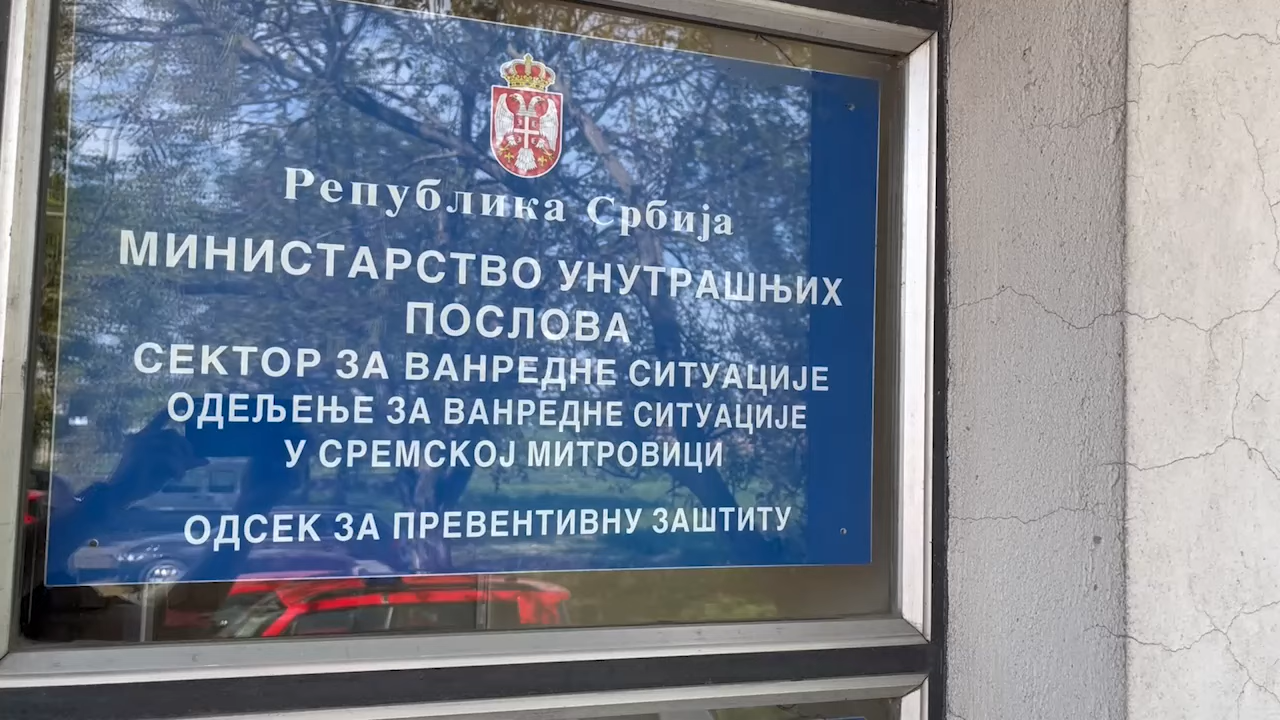 Република Србија
МИНИСТАРСТВО УНУТРАШЊИХ
ПОСЛОВА
СЕКТОР ЗА ВАНРЕДНЕ СИТУАЦИЈЕ
ОДЕЉЕЊЕ ЗА ВАНРЕДНЕ СИТУАЦИЈЕ
У СРЕМСКОЈ МИТРОВИЦИ
ОДСЕК ЗА ПРЕВЕНТИВНУ ЗАШТИТУ